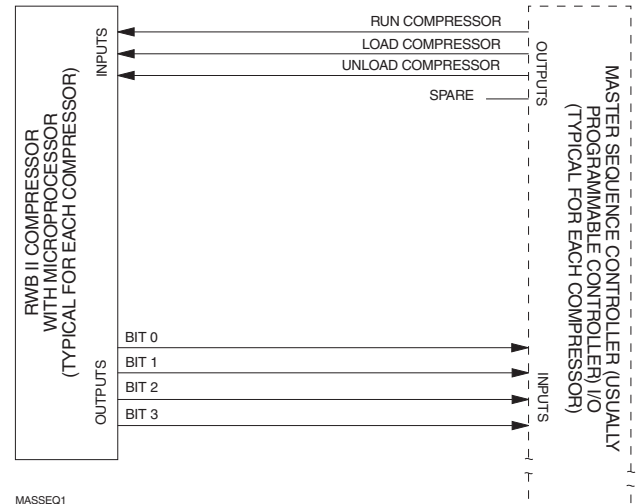 RUN COMPRESSOR
LOAD COMPRESSOR
UNLOAD COMPRESSOR
SPARE
INPUTS
OUTPUTS
RWB II COMPRESSOR
WITH MICROPROCESSOR
(TYPICAL FOR EACH COMPRESSOR)
MASTER SEQUENCE CONTROLLER (USUALLY
PROGRAMMABLE CONTROLLER) I/O
(TYPICAL FOR EACH COMPRESSOR)
BIT 0
BIT 1
BIT 2
BIT 3
OUTPUTS
INPUTS
MASSEQ1